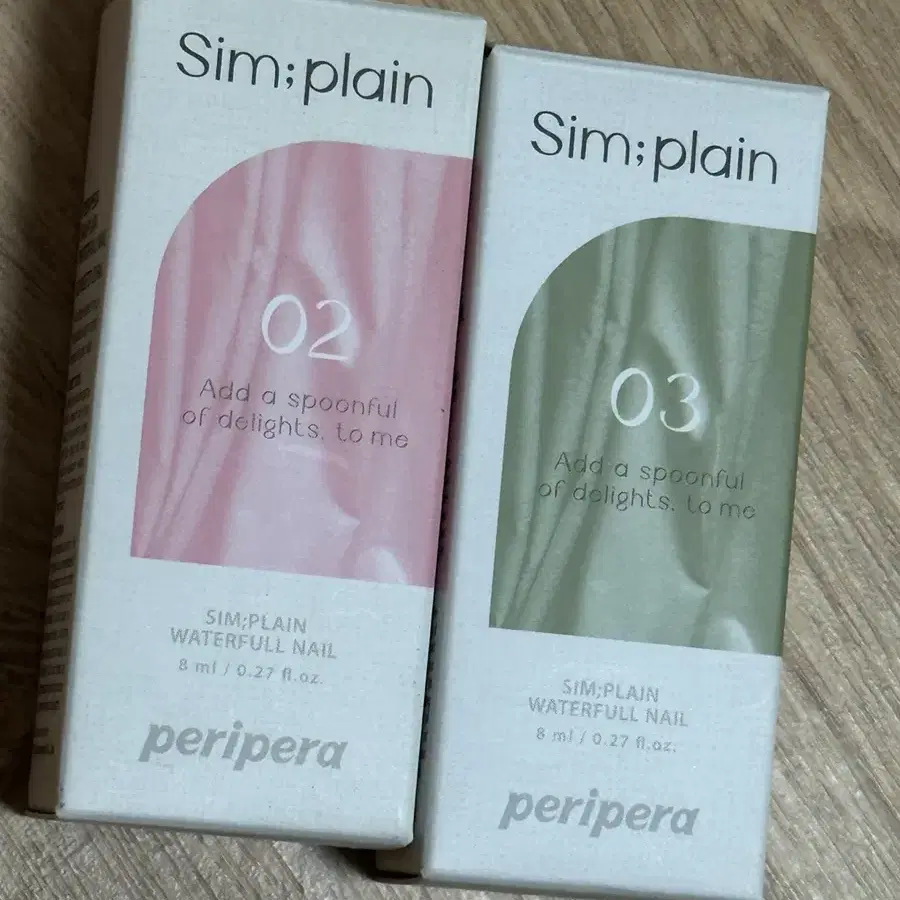 Sim;plain
02
Add a spoonful
of delights. to me
SIM;PLAIN
WATERFULL NAIL
8 ml / 0.27 fl.oz.
peripera
Sim;plain
03
Add a spoonful
of delights. to me
SIM;PLAIN
WATERFULL NAIL
8 ml / 0.27 fl.oz.
peripera